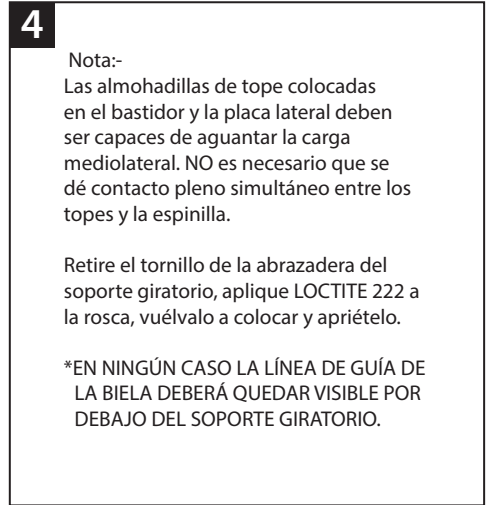 4
Nota:-
Las almohadillas de tope colocadas
en el bastidor y la placa lateral deben
ser capaces de aguantar la carga
mediolateral. NO es necesario que se
dé contacto pleno simultáneo entre los
topes y la espinilla.
Retire el tornillo de la abrazadera del
soporte giratorio, aplique LOCTITE 222 a
la rosca, vuélvalo a colocar y apriételo.
*EN NINGÚN CASO LA LÍNEA DE GUÍA DE
LA BIELA DEBERÁ QUEDAR VISIBLE POR
DEBAJO DEL SOPORTE GIRATORIO.